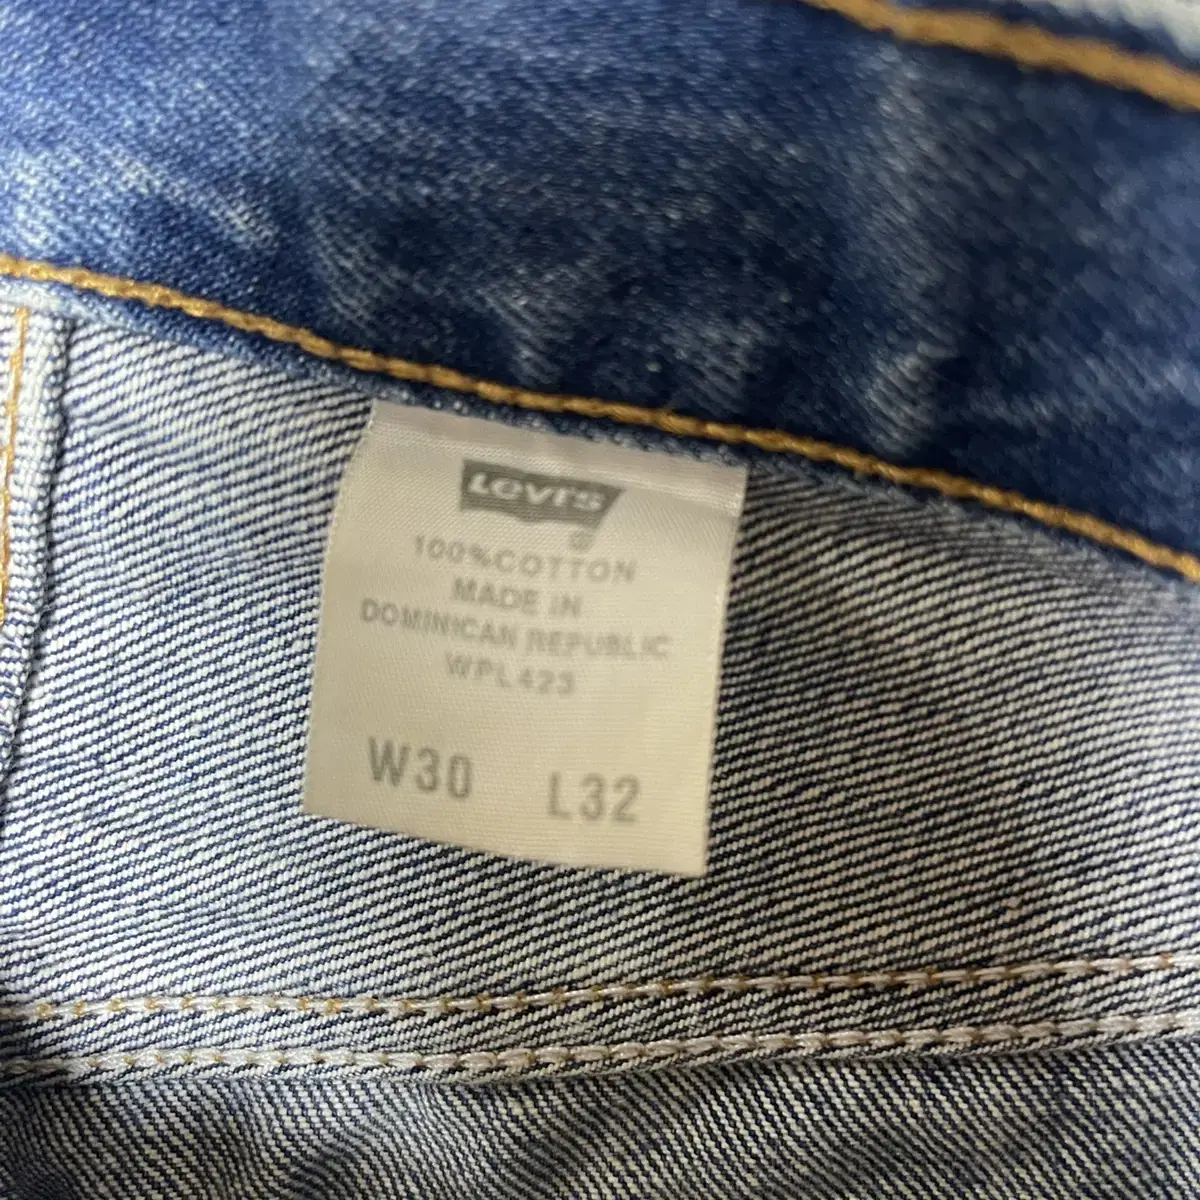 Levi's
®
100%COTTON
MADE IN
DOMINICAN REPUBLIC
WPL423
W30 L32